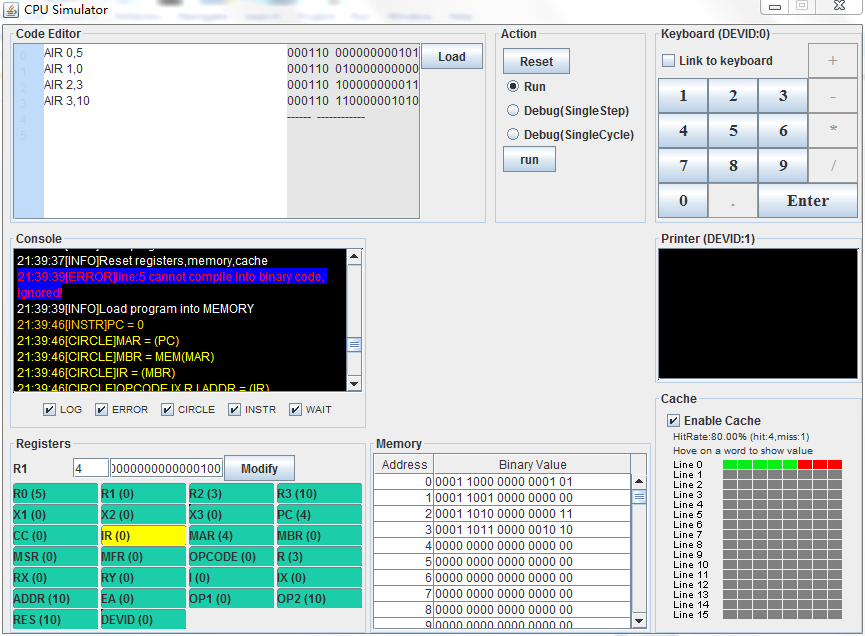 CPU Simulator
Code Editor
0 AIR 0,5 000110 000000000101
1 AIR 1,0 000110 010000000000
2 AIR 2,3 000110 100000000011
3 AIR 3,10 000110 110000001010
4 ------ ------------
5
Load
Action
Reset
Run
Debug(SingleStep)
Debug(SingleCycle)
run
Keyboard (DEVID:0)
Link to keyboard +
1 2 3 -
4 5 6 *
7 8 9 /
0 . Enter
Console
21:39:37[INFO]Reset registers,memory,cache
21:39:39[ERROR]line:5 cannot compile into binary code,
ignored!
21:39:39[INFO]Load program into MEMORY
21:39:46[INSTR]PC = 0
21:39:46[CIRCLE]MAR = (PC)
21:39:46[CIRCLE]MBR = MEM(MAR)
21:39:46[CIRCLE]IR = (MBR)
21:39:46[CIRCLE]OPCODE,IX,R,I,ADDR = (IR)
LOG ERROR CIRCLE INSTR WAIT
Printer (DEVID:1)
Registers
R1 4 0000000000000100 Modify
R0 (5) R1 (0) R2 (3) R3 (10)
X1 (0) X2 (0) X3 (0) PC (4)
CC (0) IR (0) MAR (4) MBR (0)
MSR (0) MFR (0) OPCODE (0) R (3)
RX (0) RY (0) I (0) IX (0)
ADDR (10) EA (0) OP1 (0) OP2 (10)
RES (10) DEVID (0)
Memory
Address Binary Value
0 0001 1000 0000 0001 01
1 0001 1001 0000 0000 00
2 0001 1010 0000 0000 11
3 0001 1011 0000 0010 10
4 0000 0000 0000 0000 00
5 0000 0000 0000 0000 00
6 0000 0000 0000 0000 00
7 0000 0000 0000 0000 00
8 0000 0000 0000 0000 00
9 0000 0000 0000 0000 00
Cache
Enable Cache
HitRate:80.00% (hit:4,miss:1)
Hove on a word to show value
Line 0
Line 1
Line 2
Line 3
Line 4
Line 5
Line 6
Line 7
Line 8
Line 9
Line 10
Line 11
Line 12
Line 13
Line 14
Line 15